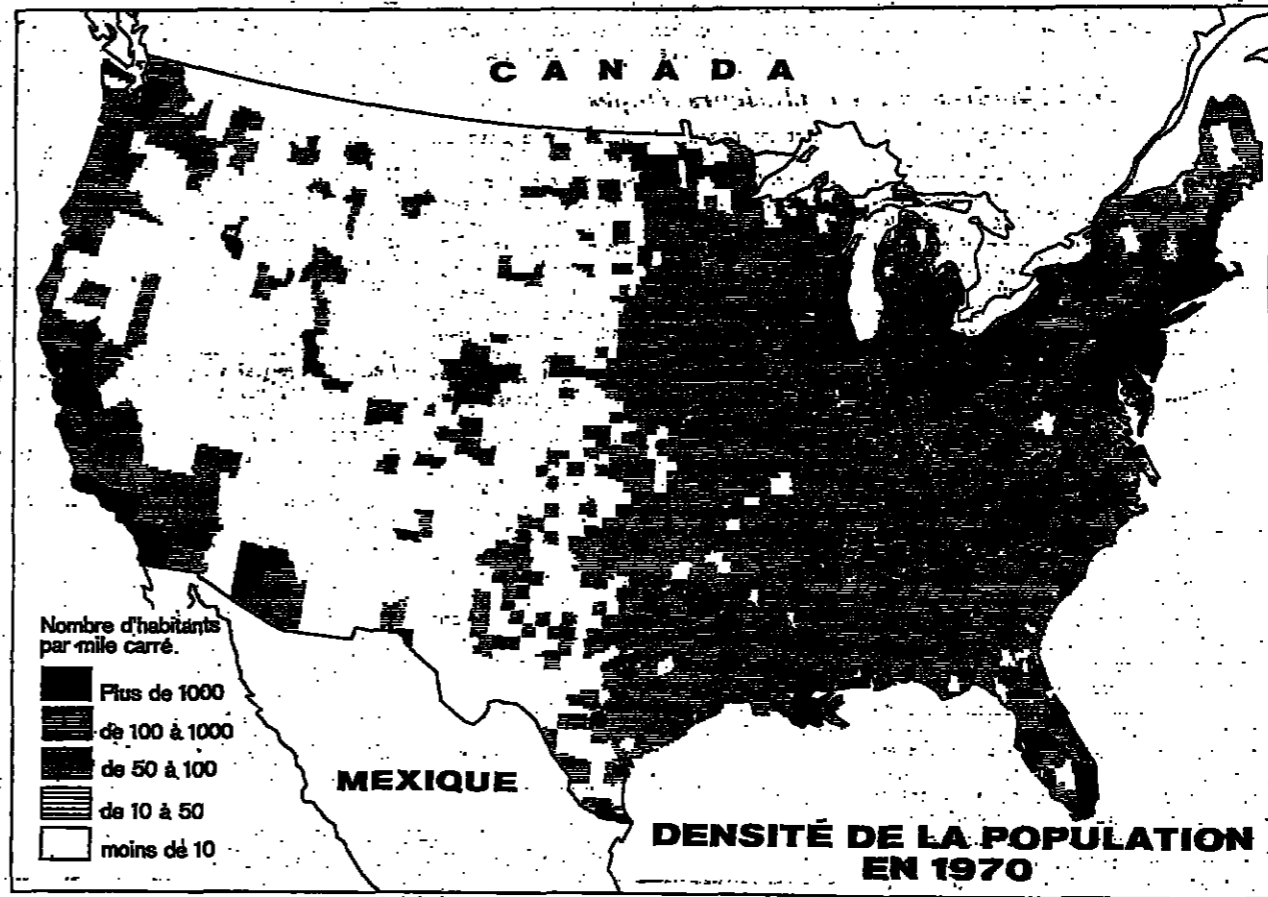 CANADA
Nombre d'habitants
par mile carré.
Plus de 1000
de 100 à 1000
de 50 à 100
de 10 à 50
moins de 10
MEXIQUE
DENSITÉ DE LA POPULATION
EN 1970